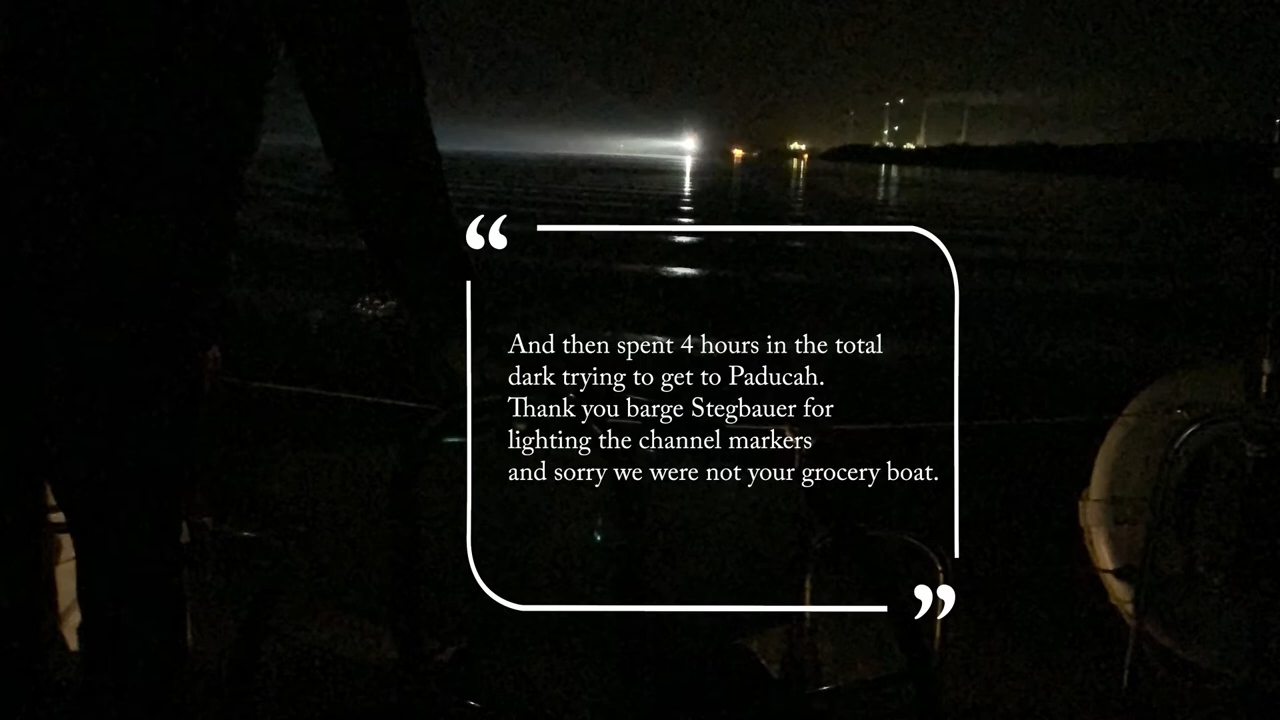 “
And then spent 4 hours in the total
dark trying to get to Paducah.
Thank you barge Stegbauer for
lighting the channel markers
and sorry we were not your grocery boat.
”